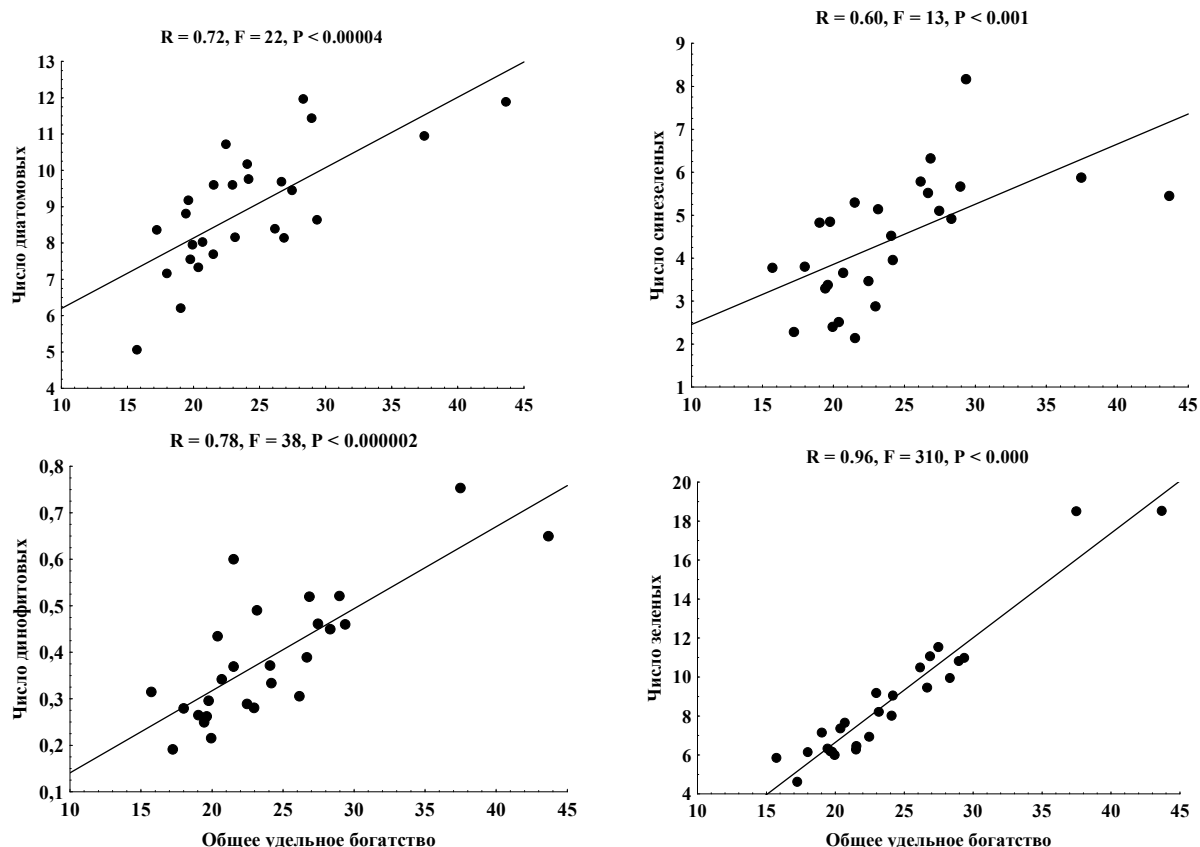 R = 0.72, F = 22, P < 0.00004
Число диатомовых
13
12
11
10
9
8
7
6
5
4
10 15 20 25 30 35 40 45
R = 0.60, F = 13, P < 0.001
Число синезеленых
9
8
7
6
5
4
3
2
1
10 15 20 25 30 35 40 45
R = 0.78, F = 38, P < 0.000002
Число динофитовых
0,8
0,7
0,6
0,5
0,4
0,3
0,2
0,1
10 15 20 25 30 35 40 45
Общее удельное богатство
R = 0.96, F = 310, P < 0.000
Число зеленых
20
18
16
14
12
10
8
6
4
10 15 20 25 30 35 40 45
Общее удельное богатство